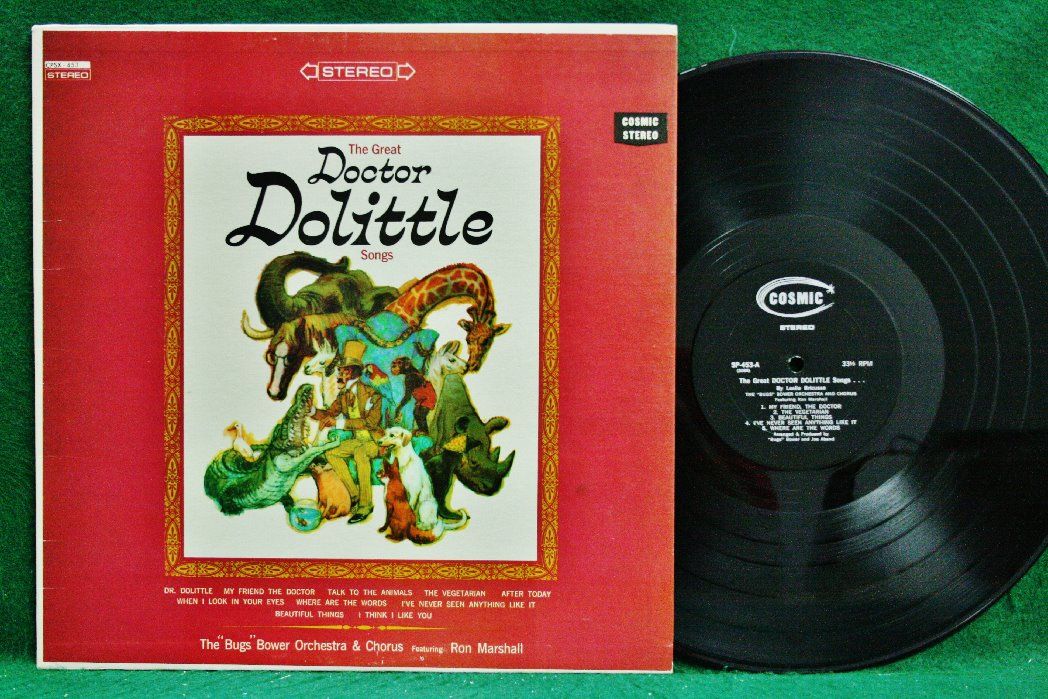 STEREO
STEREO
COSMIC
STEREO
The Great
Doctor
Dolittle
Songs
DR. DOLITTLE MY FRIEND THE DOCTOR TALK TO THE ANIMALS THE VEGETARIAN AFTER TODAY
WHEN I LOOK IN YOUR EYES WHERE ARE THE WORDS I'VE NEVER SEEN ANYTHING LIKE IT
BEAUTIFUL THINGS I THINK I LIKE YOU
The "Bugs" Bower Orchestra & Chorus Featuring: Ron Marshall
COSMIC
STEREO
SP-453-A 33⅓ RPM
The Great DOCTOR DOLITTLE Songs . . .
By Leslie Bricusse
THE "BUGS" BOWER ORCHESTRA AND CHORUS
Featuring Ron Marshall
1. MY FRIEND, THE DOCTOR
2. THE VEGETARIAN
3. BEAUTIFUL THINGS
4. I'VE NEVER SEEN ANYTHING LIKE IT
5. WHERE ARE THE WORDS
Arranged & Produced by
"Bugs" Bower and Joe Abend